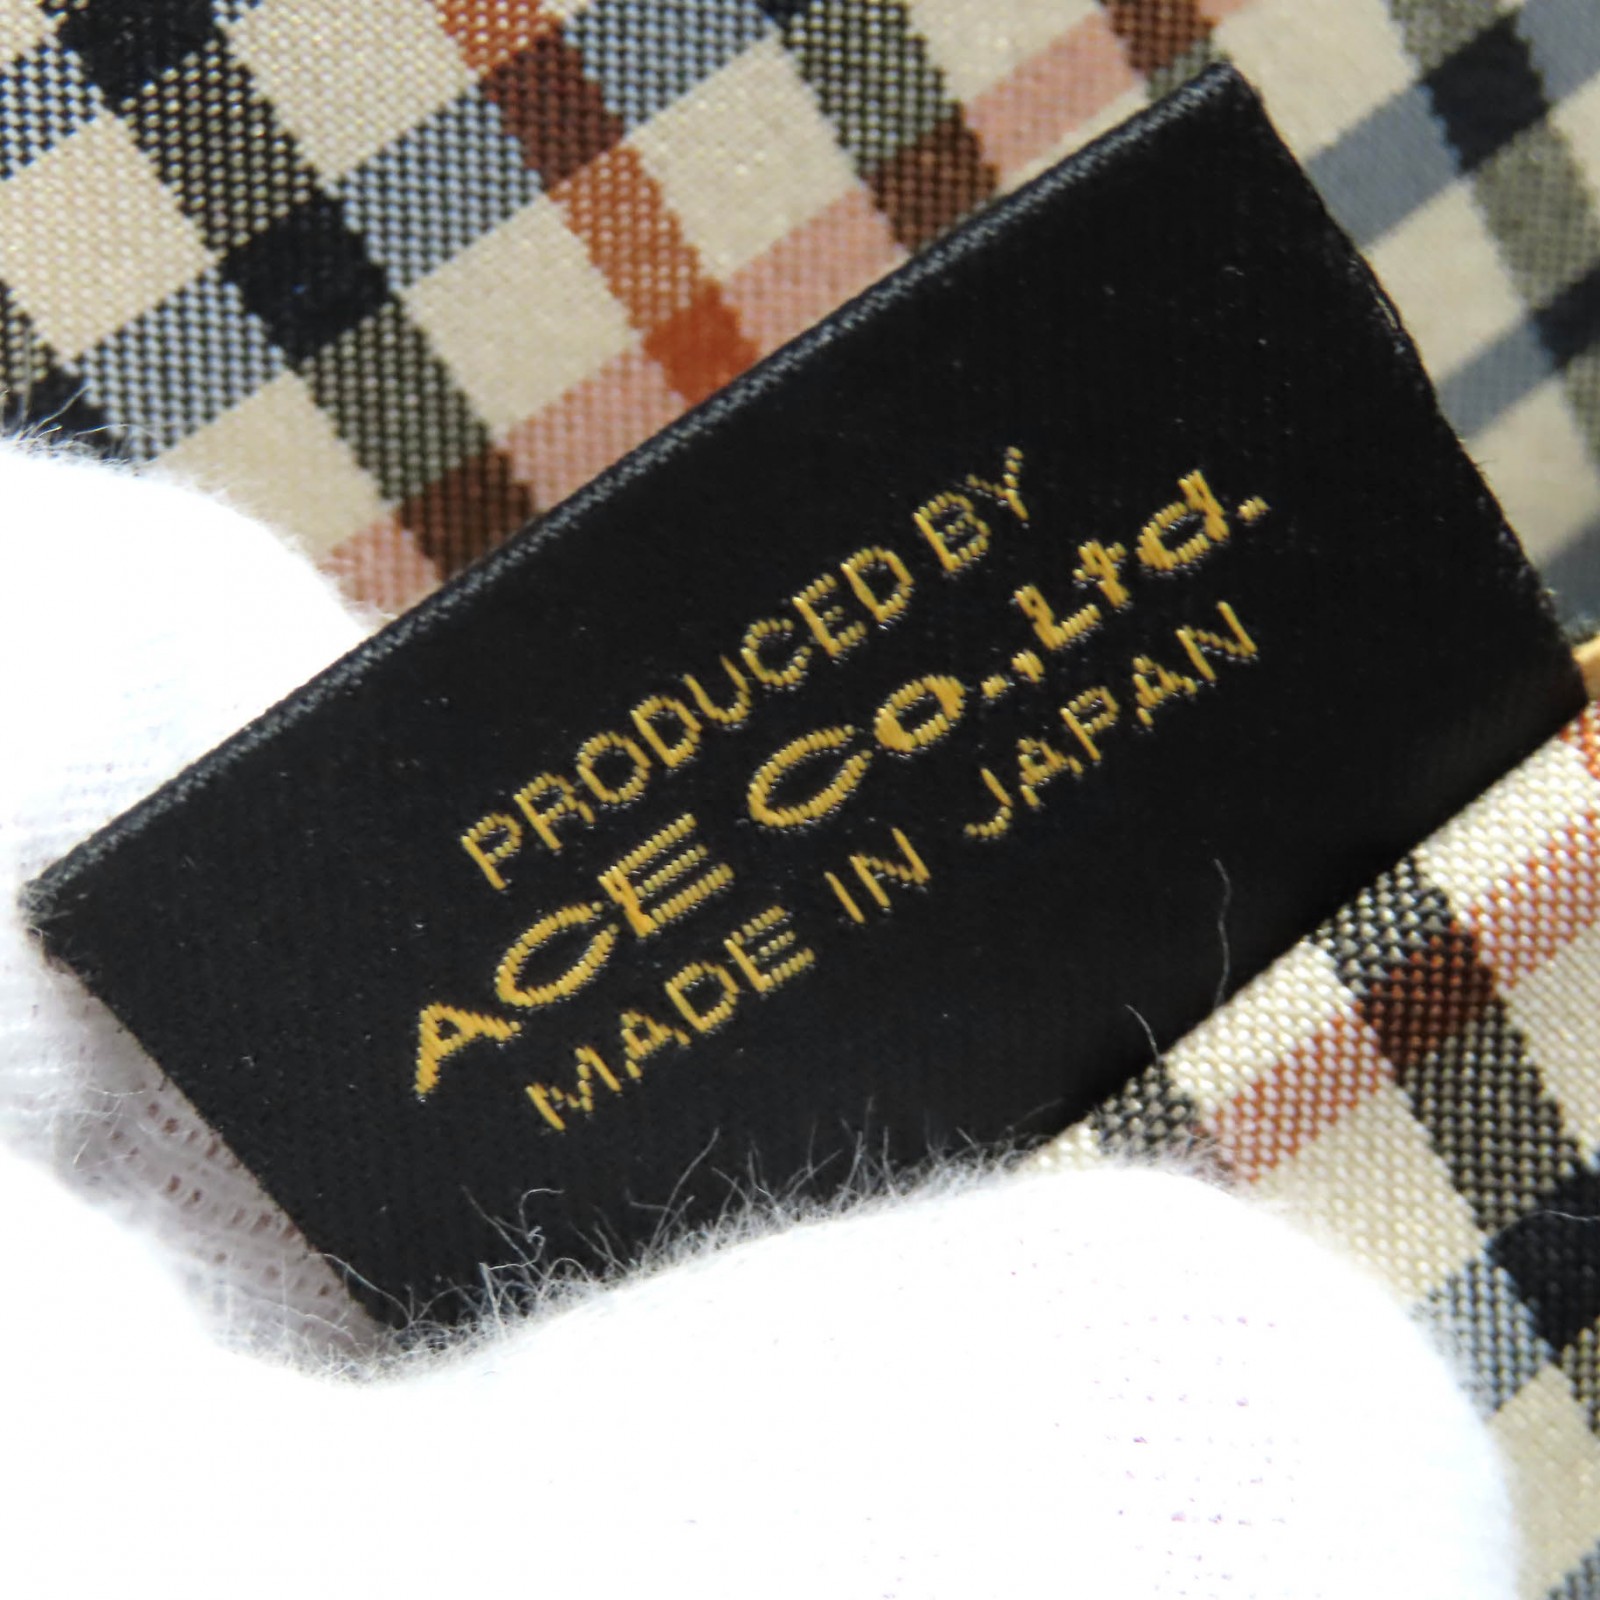 PRODUCED BY
ACE Co.,Ltd.
MADE IN JAPAN